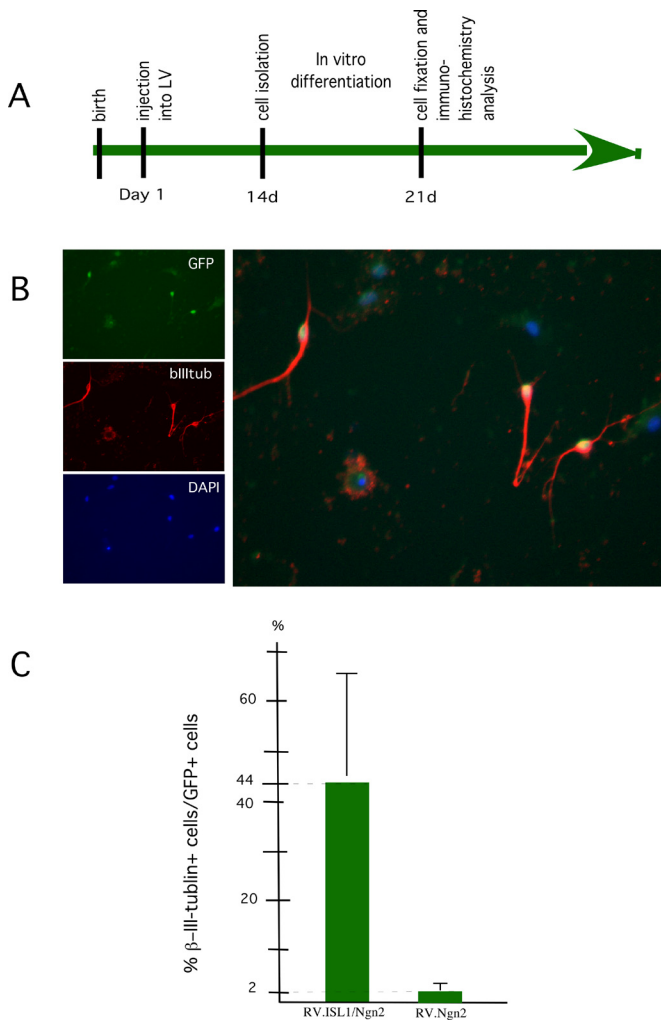 A
birth
injection
into LV
cell isolation
In vitro
differentiation
cell fixation and
immuno-
histochemistry
analysis
Day 1
14d
21d
B
GFP
bIIItub
DAPI
C
%
60
44
40
20
2
% β-III-tublin+ cells/GFP+ cells
RV.ISL1/Ngn2
RV.Ngn2